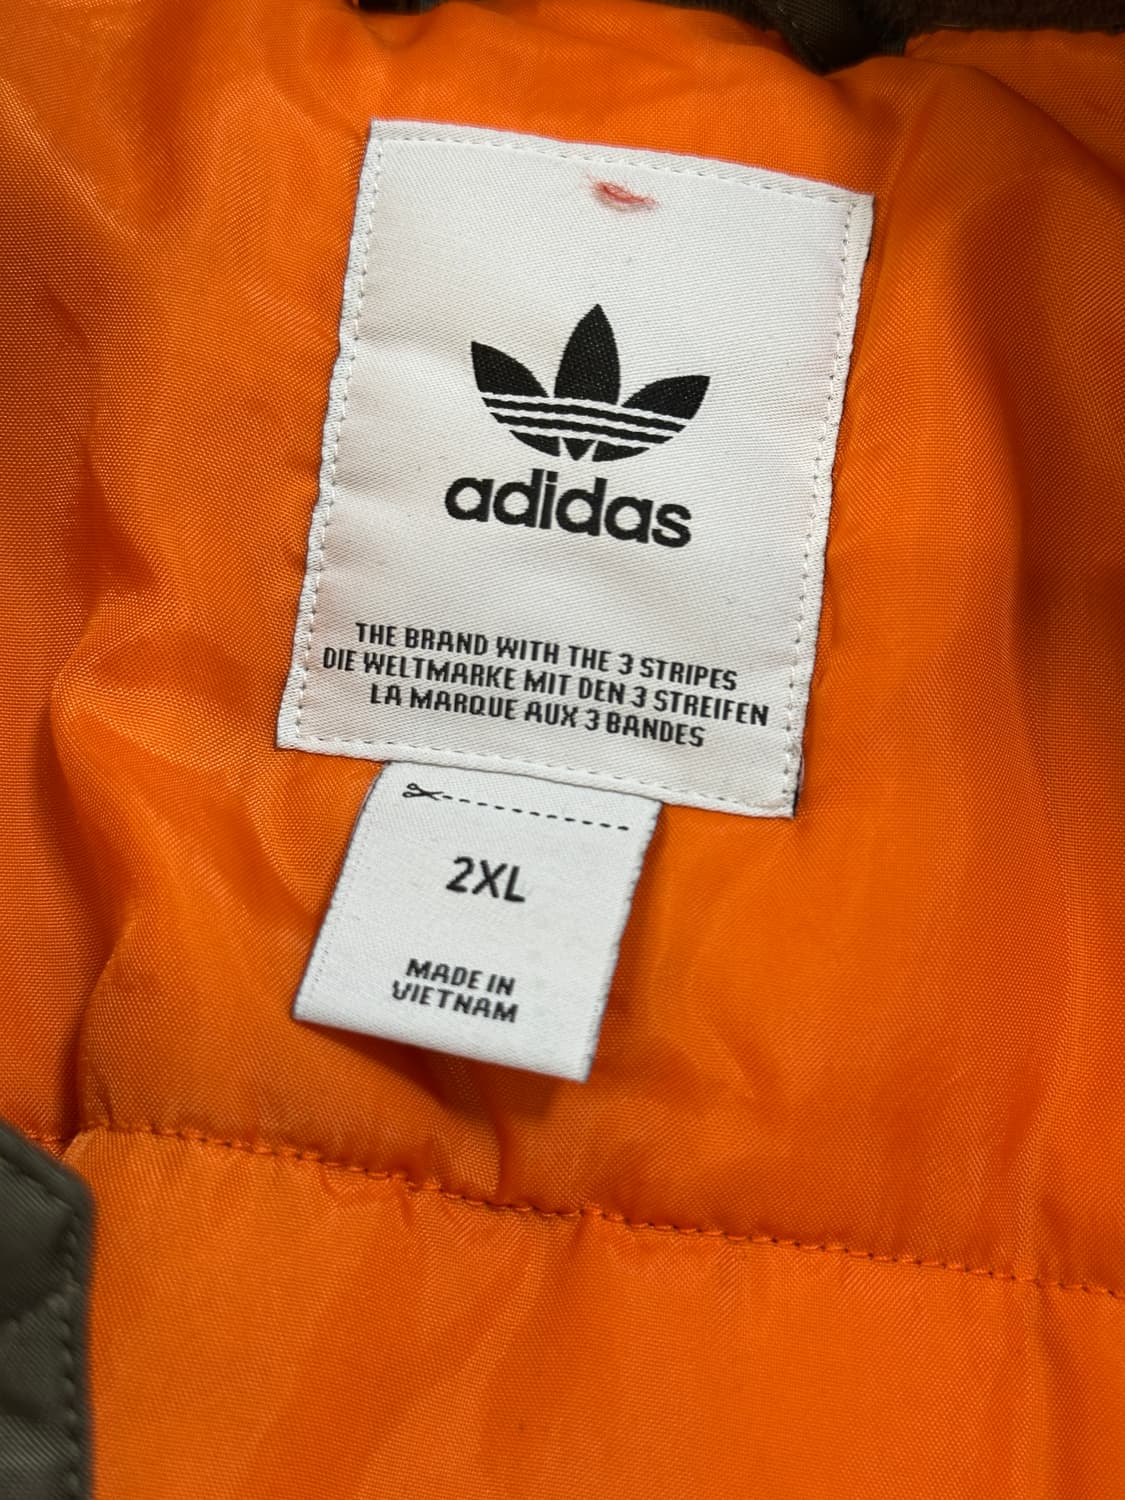 adidas
THE BRAND WITH THE 3 STRIPES
DIE WELTMARKE MIT DEN 3 STREIFEN
LA MARQUE AUX 3 BANDES
2XL
MADE IN
VIETNAM